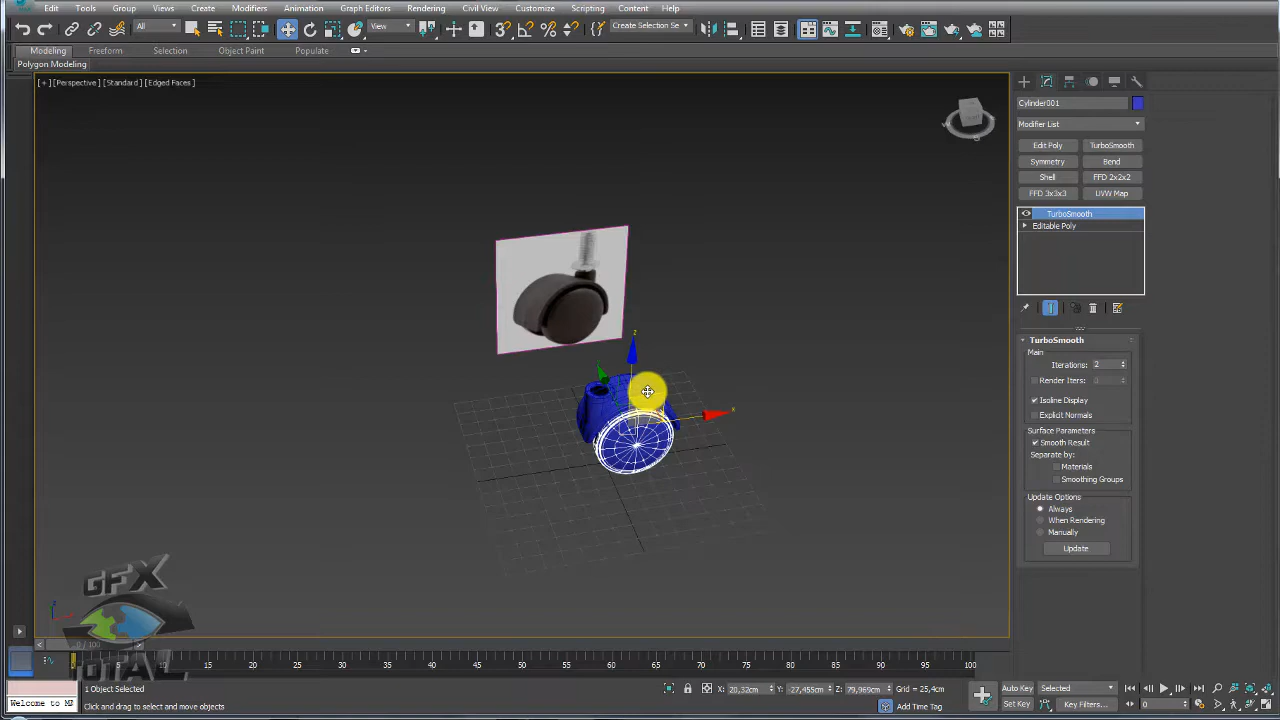 Edit Tools Group Views Create Modifiers Animation Graph Editors Rendering Civil View Customize Scripting Content Help
All View Create Selection Se
Modeling Freeform Selection Object Paint Populate
Polygon Modeling
[+] [Perspective] [Standard] [Edged Faces]
Cylinder001
Modifier List
Edit Poly TurboSmooth
Symmetry Bend
Shell FFD 2x2x2
FFD 3x3x3 UVW Map
TurboSmooth
Editable Poly
TurboSmooth
Main
Iterations: 2
Render Iters:
Isoline Display
Explicit Normals
Surface Parameters
Smooth Result
Separate by:
Materials
Smoothing Groups
Update Options
Always
When Rendering
Manually
Update
z
x
GFX
TOTAL
0 / 100
5 10 15 20 25 30 35 40 45 50 55 60 65 70 75 80 85 90 95 100
1 Object Selected X: 20,32cm Y: -27,455cm Z: 79,969cm Grid = 25,4cm Auto Key Selected
Welcome to M Click and drag to select and move objects Add Time Tag Set Key Key Filters... 0